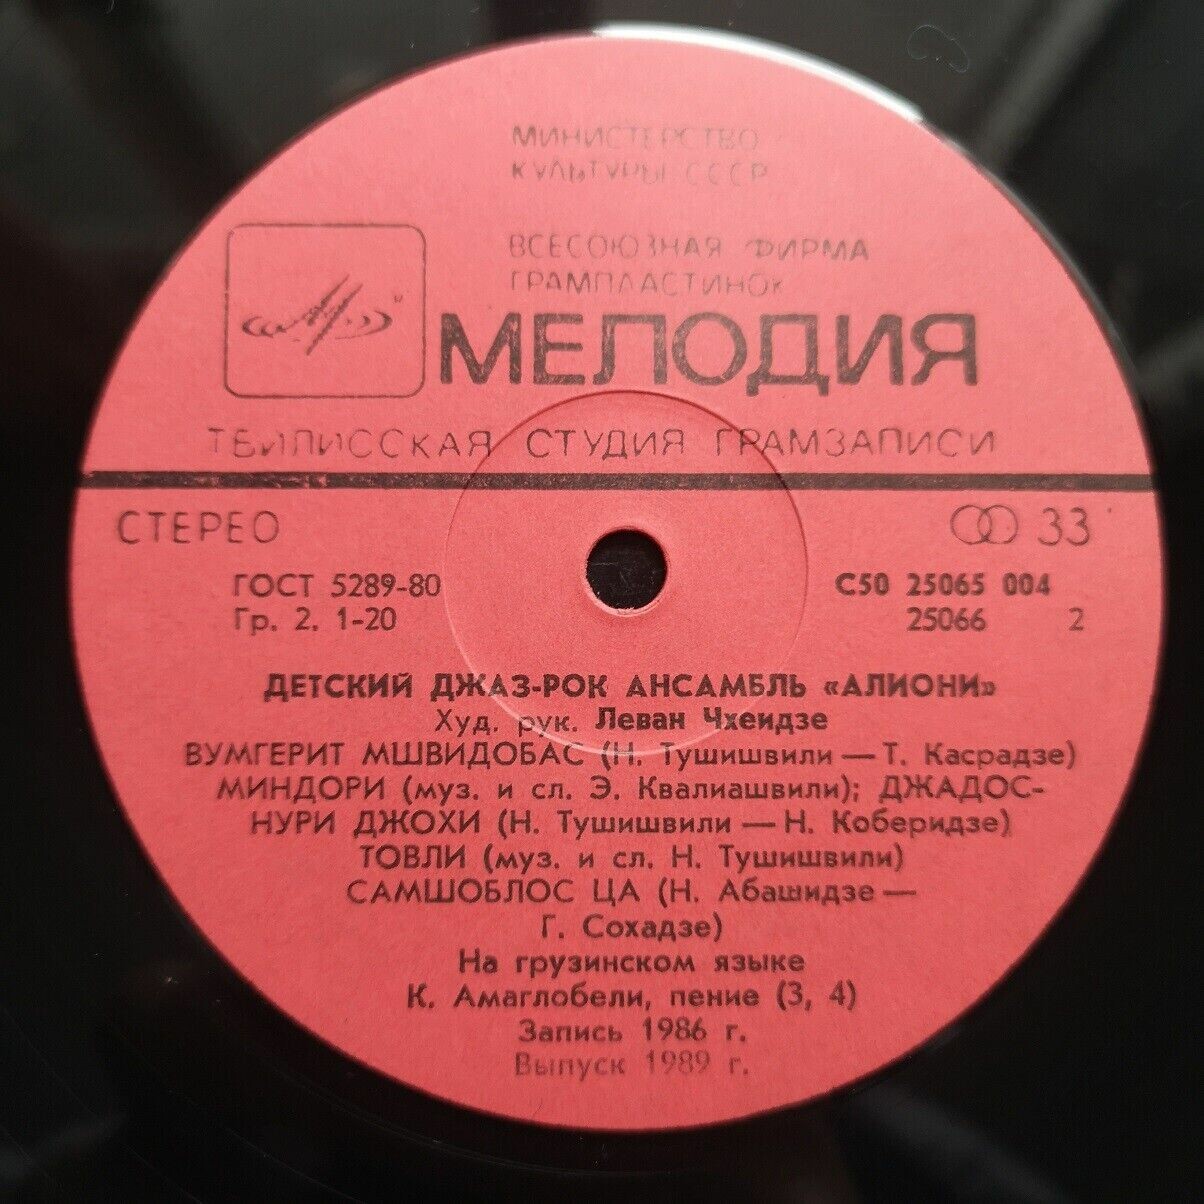 МИНИСТЕРСТВО
КУЛЬТУРЫ СССР
ВСЕСОЮЗНАЯ ФИРМА
ГРАМПЛАСТИНОК
МЕЛОДИЯ
ТБИЛИССКАЯ СТУДИЯ ГРАМЗАПИСИ
СТЕРЕО
33
ГОСТ 5289-80
Гр. 2. 1-20
С50 25065 004
25066 2
ДЕТСКИЙ ДЖАЗ-РОК АНСАМБЛЬ «АЛИОНИ»
Худ. рук. Леван Чхеидзе
ВУМГЕРИТ МШВИДОБАС (Н. Тушишвили — Т. Касрадзе)
МИНДОРИ (муз. и сл. Э. Квалиашвили); ДЖАДОС-
НУРИ ДЖОХИ (Н. Тушишвили — Н. Коберидзе)
ТОВЛИ (муз. и сл. Н. Тушишвили)
САМШОБЛОС ЦА (Н. Абашидзе —
Г. Сохадзе)
На грузинском языке
К. Амаглобели, пение (3, 4)
Запись 1986 г.
Выпуск 1989 г.